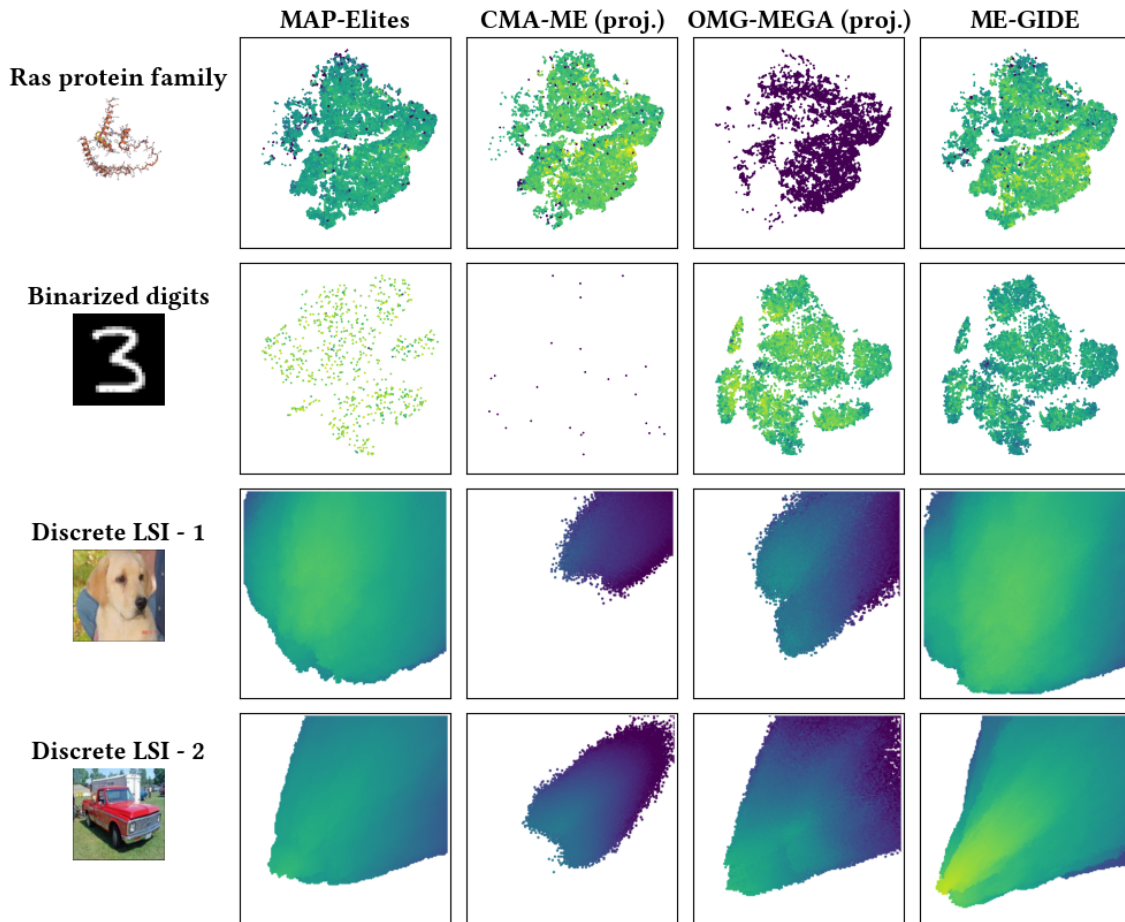 MAP-Elites CMA-ME (proj.) OMG-MEGA (proj.) ME-GIDE
Ras protein family
Binarized digits
3
Discrete LSI - 1
Discrete LSI - 2